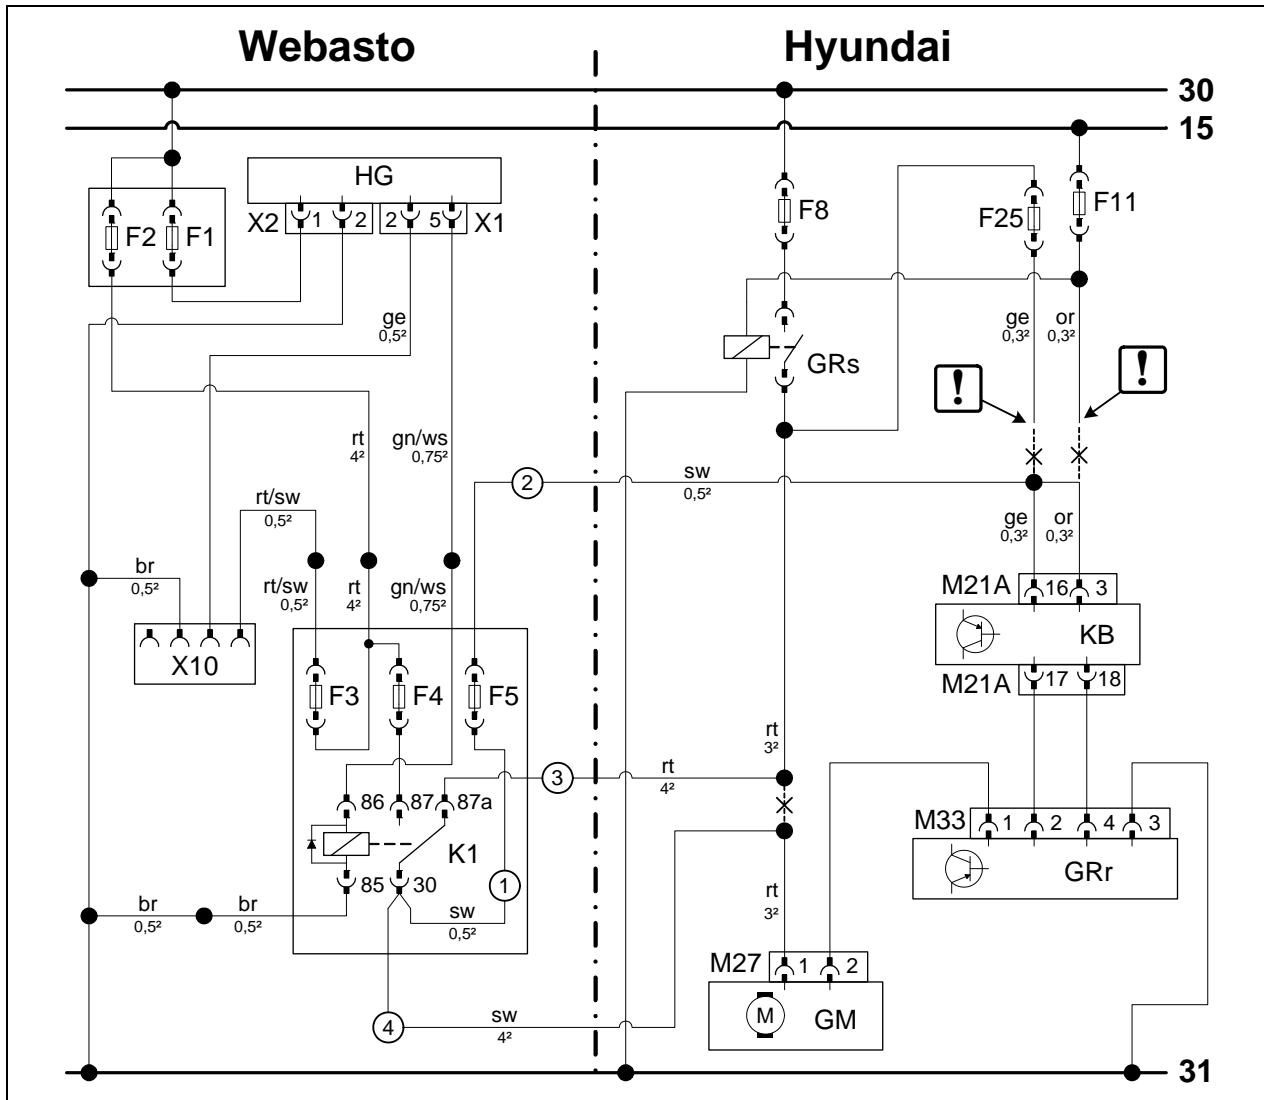 Webasto
Hyundai
30
15
HG
X2
1
2
2
5
X1
F2
F1
F8
F25
F11
ge
0,5²
ge
0,3²
or
0,3²
GRs
!
!
rt
4²
gn/ws
0,75²
2
sw
0,5²
rt/sw
0,5²
ge
0,3²
or
0,3²
br
0,5²
rt/sw
0,5²
rt
4²
gn/ws
0,75²
M21A
16
3
KB
X10
M21A
17
18
F3
F4
F5
rt
3²
3
rt
4²
86
87
87a
M33
1
2
4
3
K1
GRr
85
30
1
br
0,5²
br
0,5²
sw
0,5²
rt
3²
M27
1
2
M
GM
4
sw
4²
31